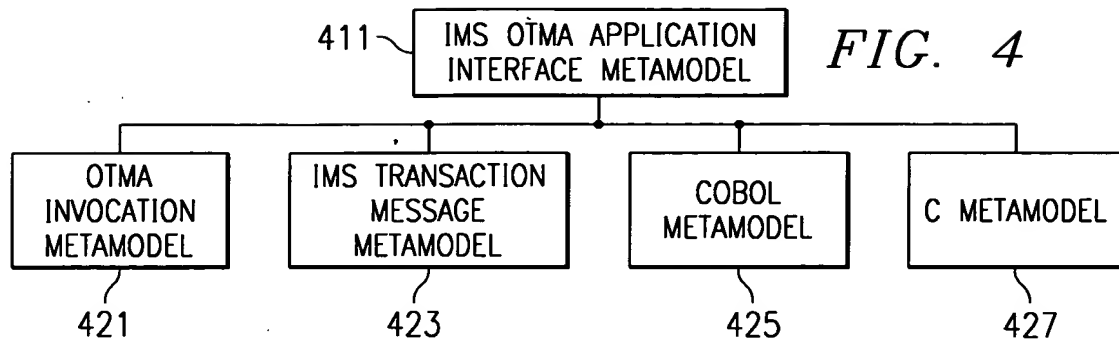 411
IMS OTMA APPLICATION
INTERFACE METAMODEL
FIG. 4
OTMA
INVOCATION
METAMODEL
IMS TRANSACTION
MESSAGE
METAMODEL
COBOL
METAMODEL
C METAMODEL
421
423
425
427